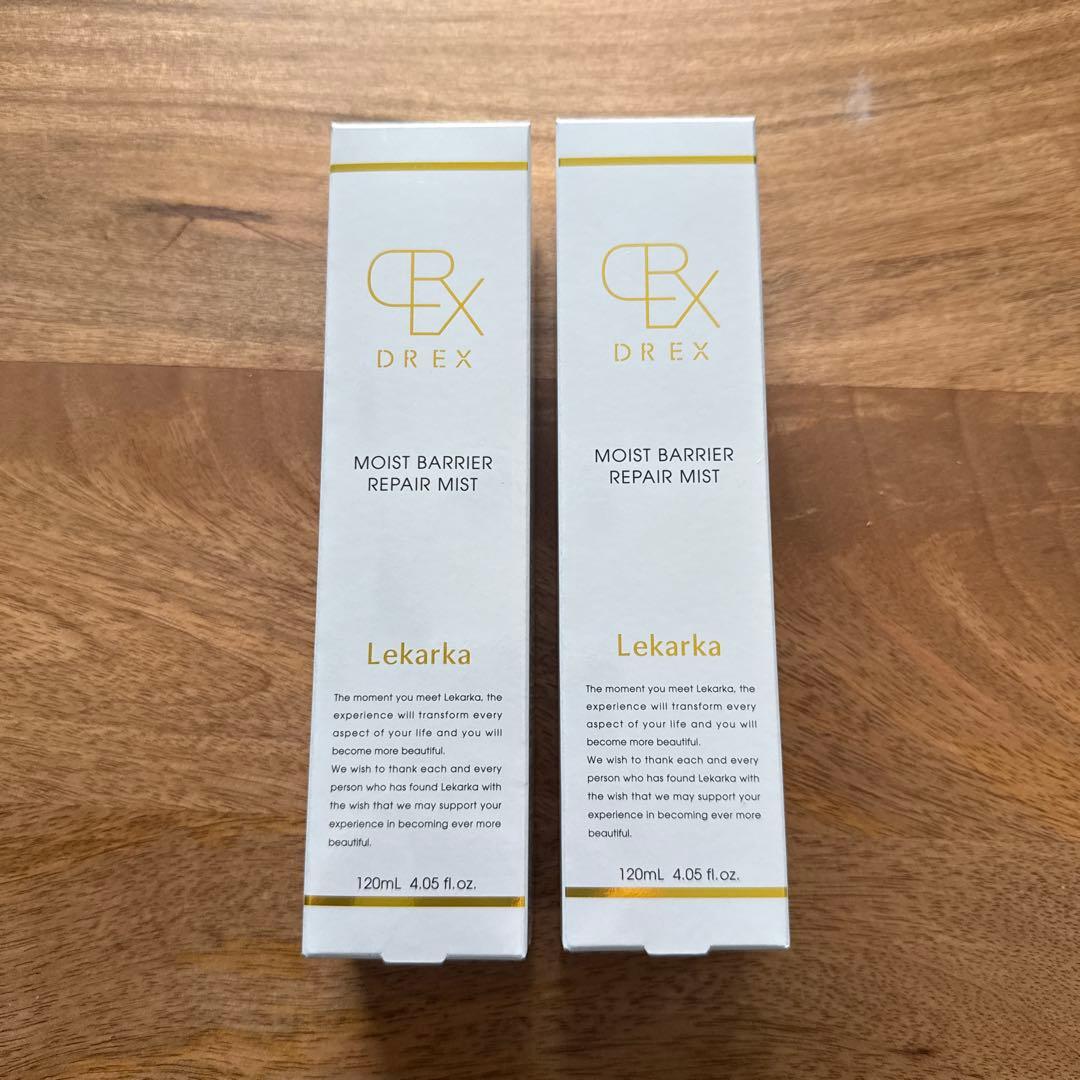 DREX
DREX
MOIST BARRIER
REPAIR MIST
Lekarka
The moment you meet Lekarka, the
experience will transform every
aspect of your life and you will
become more beautiful.
We wish to thank each and every
person who has found Lekarka with
the wish that we may support your
experience in becoming ever more
beautiful.
120mL 4.05 fl.oz.
DREX
DREX
MOIST BARRIER
REPAIR MIST
Lekarka
The moment you meet Lekarka, the
experience will transform every
aspect of your life and you will
become more beautiful.
We wish to thank each and every
person who has found Lekarka with
the wish that we may support your
experience in becoming ever more
beautiful.
120mL 4.05 fl.oz.